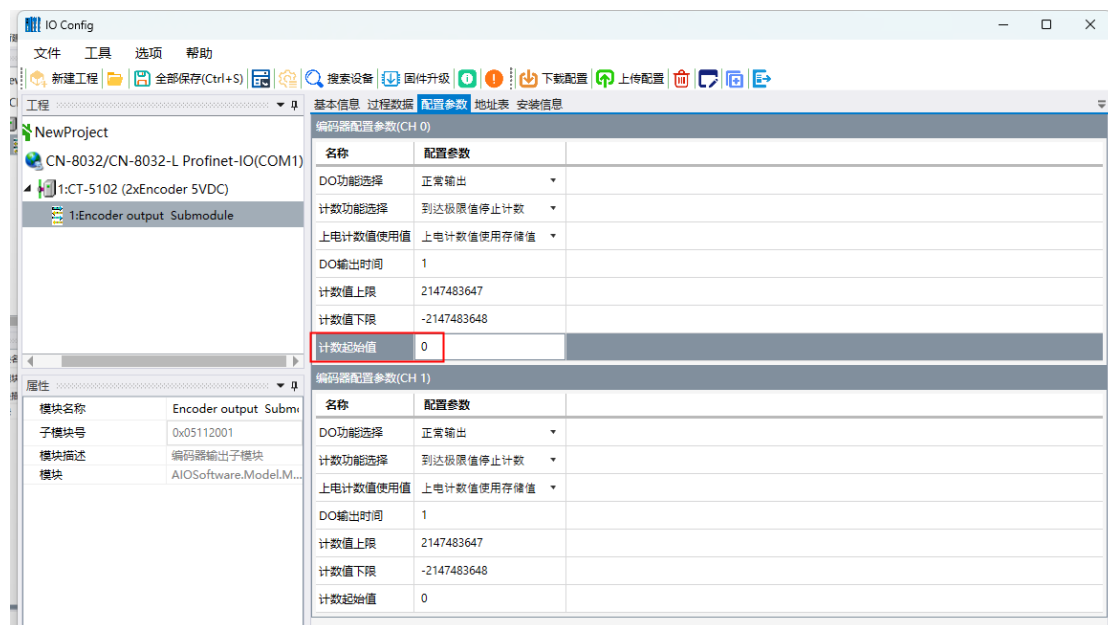 IO Config
文件 工具 选项 帮助
新建工程 全部保存(Ctrl+S) 搜索设备 固件升级 下载配置 上传配置
工程
NewProject
CN-8032/CN-8032-L Profinet-IO(COM1)
1:CT-5102 (2xEncoder 5VDC)
1:Encoder output Submodule
属性
模块名称 Encoder output Subm
子模块号 0x05112001
模块描述 编码器输出子模块
模块 AIOSoftware.Model.M...
基本信息 过程数据 配置参数 地址表 安装信息
编码器配置参数(CH 0)
名称 配置参数
DO功能选择 正常输出
计数功能选择 到达极限值停止计数
上电计数值使用值 上电计数值使用存储值
DO输出时间 1
计数值上限 2147483647
计数值下限 -2147483648
计数起始值 0
编码器配置参数(CH 1)
名称 配置参数
DO功能选择 正常输出
计数功能选择 到达极限值停止计数
上电计数值使用值 上电计数值使用存储值
DO输出时间 1
计数值上限 2147483647
计数值下限 -2147483648
计数起始值 0